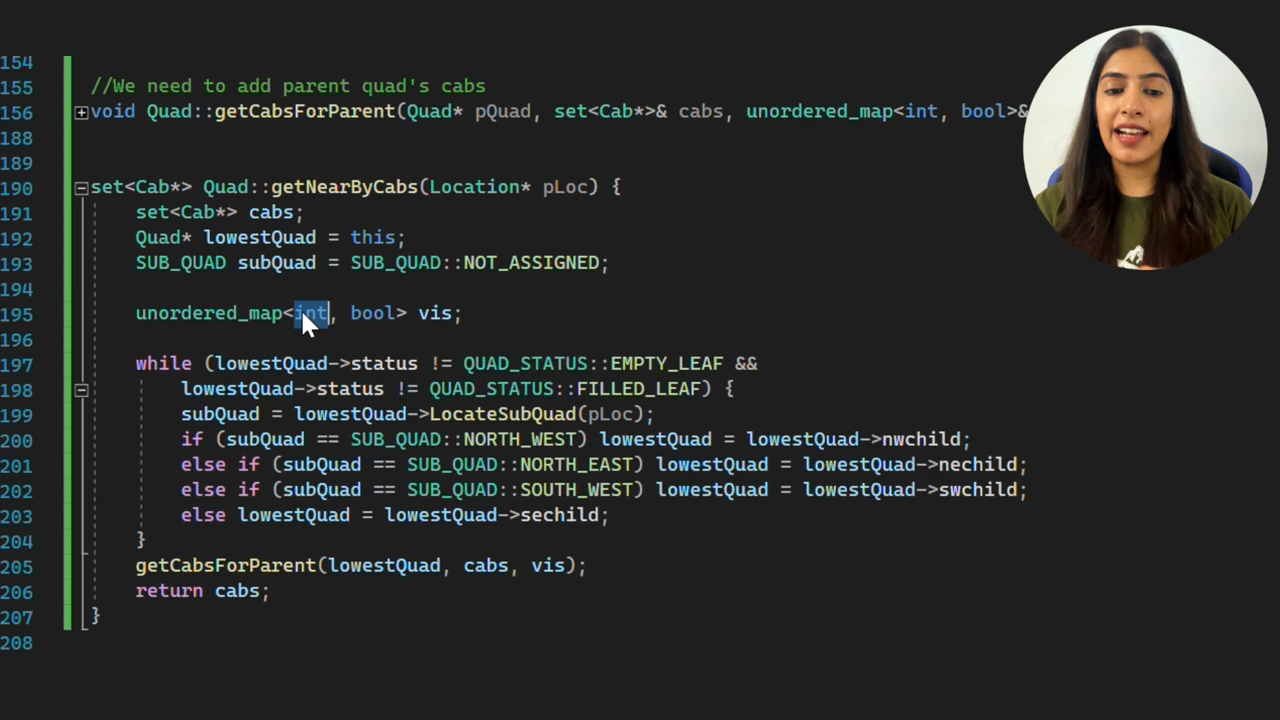 154
155 //We need to add parent quad's cabs
156 void Quad::getCabsForParent(Quad* pQuad, set<Cab*>& cabs, unordered_map<int, bool>&
188
189
190 set<Cab*> Quad::getNearByCabs(Location* pLoc) {
191 set<Cab*> cabs;
192 Quad* lowestQuad = this;
193 SUB_QUAD subQuad = SUB_QUAD::NOT_ASSIGNED;
194
195 unordered_map<int, bool> vis;
196
197 while (lowestQuad->status != QUAD_STATUS::EMPTY_LEAF &&
198 lowestQuad->status != QUAD_STATUS::FILLED_LEAF) {
199 subQuad = lowestQuad->LocateSubQuad(pLoc);
200 if (subQuad == SUB_QUAD::NORTH_WEST) lowestQuad = lowestQuad->nwchild;
201 else if (subQuad == SUB_QUAD::NORTH_EAST) lowestQuad = lowestQuad->nechild;
202 else if (subQuad == SUB_QUAD::SOUTH_WEST) lowestQuad = lowestQuad->swchild;
203 else lowestQuad = lowestQuad->sechild;
204 }
205 getCabsForParent(lowestQuad, cabs, vis);
206 return cabs;
207 }
208